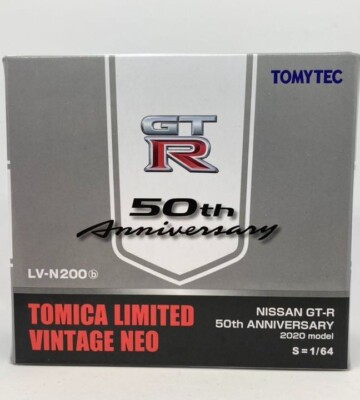 TOMYTEC
GT
R
50th
Anniversary
LV-N200ⓑ
TOMICA LIMITED
VINTAGE NEO
NISSAN GT-R
50th ANNIVERSARY
2020 model
S=1/64